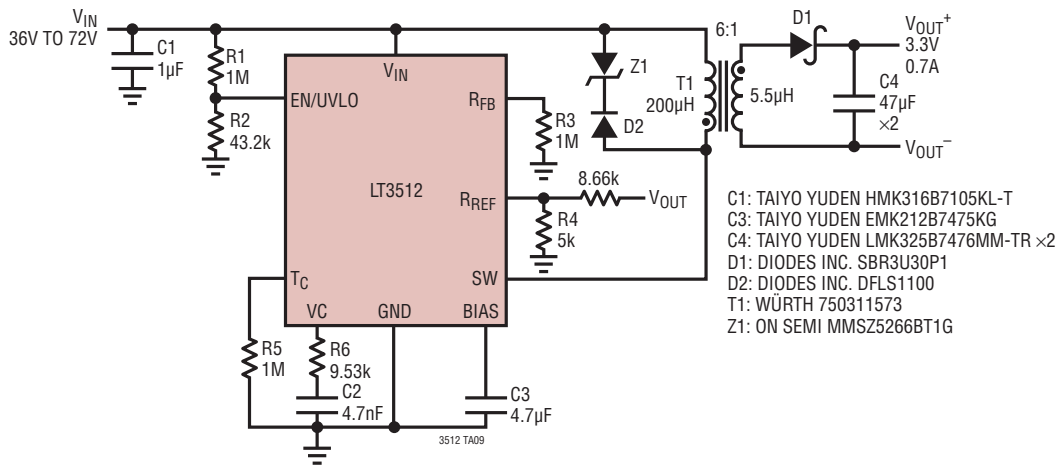 V_IN
36V TO 72V
C1
1µF
R1
1M
R2
43.2k
EN/UVLO
V_IN
R_FB
LT3512
R_REF
T_C
SW
VC
GND
BIAS
Z1
D2
R3
1M
8.66k
V_OUT
R4
5k
6:1
T1
200µH
5.5µH
D1
V_OUT+
3.3V
0.7A
C4
47µF
×2
V_OUT–
R5
1M
R6
9.53k
C2
4.7nF
C3
4.7µF
3512 TA09
C1: TAIYO YUDEN HMK316B7105KL-T
C3: TAIYO YUDEN EMK212B7475KG
C4: TAIYO YUDEN LMK325B7476MM-TR ×2
D1: DIODES INC. SBR3U30P1
D2: DIODES INC. DFLS1100
T1: WÜRTH 750311573
Z1: ON SEMI MMSZ5266BT1G